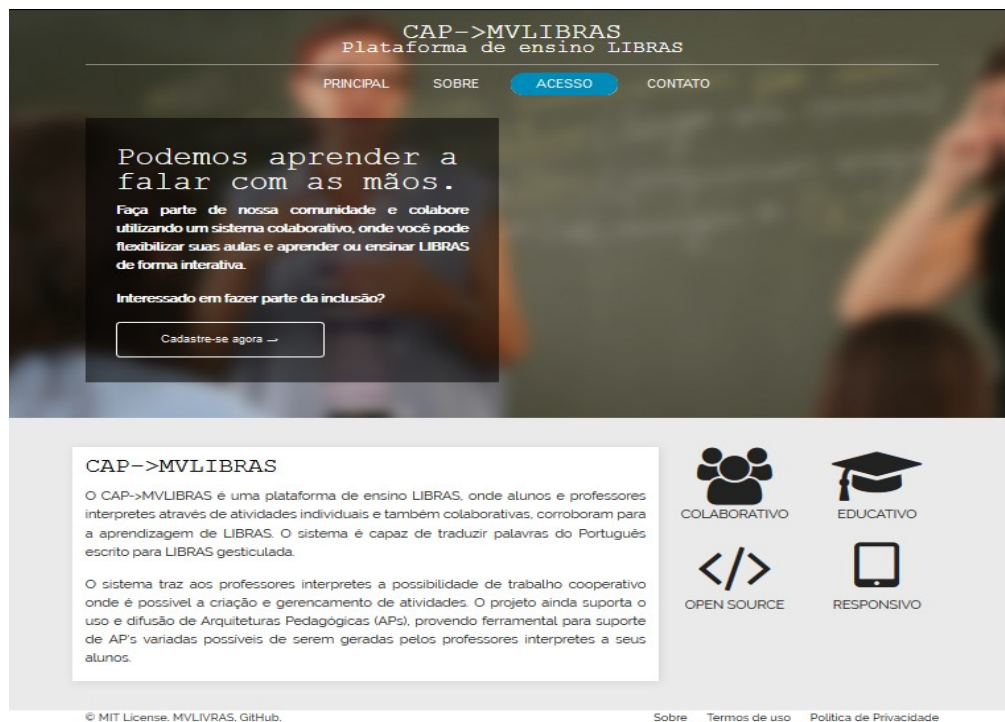 CAP->MVLIBRAS
Plataforma de ensino LIBRAS
PRINCIPAL SOBRE ACESSO CONTATO
Podemos aprender a
falar com as mãos.
Faça parte de nossa comunidade e colabore
utilizando um sistema colaborativo, onde você pode
flexibilizar suas aulas e aprender ou ensinar LIBRAS
de forma interativa.
Interessado em fazer parte da inclusão?
Cadastre-se agora →
CAP->MVLIBRAS
O CAP->MVLIBRAS é uma plataforma de ensino LIBRAS, onde alunos e professores
interpretes através de atividades individuais e também colaborativas, corroboram para
a aprendizagem de LIBRAS. O sistema é capaz de traduzir palavras do Português
escrito para LIBRAS gesticulada.
O sistema traz aos professores interpretes a possibilidade de trabalho cooperativo
onde é possível a criação e gerencamento de atividades. O projeto ainda suporta o
uso e difusão de Arquiteturas Pedagógicas (APs), provendo ferramental para suporte
de AP's variadas possíveis de serem geradas pelos professores interpretes a seus
alunos.
COLABORATIVO EDUCATIVO
</>
OPEN SOURCE RESPONSIVO
© MIT License. MVLIVRAS. GitHub.
Sobre Termos de uso Política de Privacidade